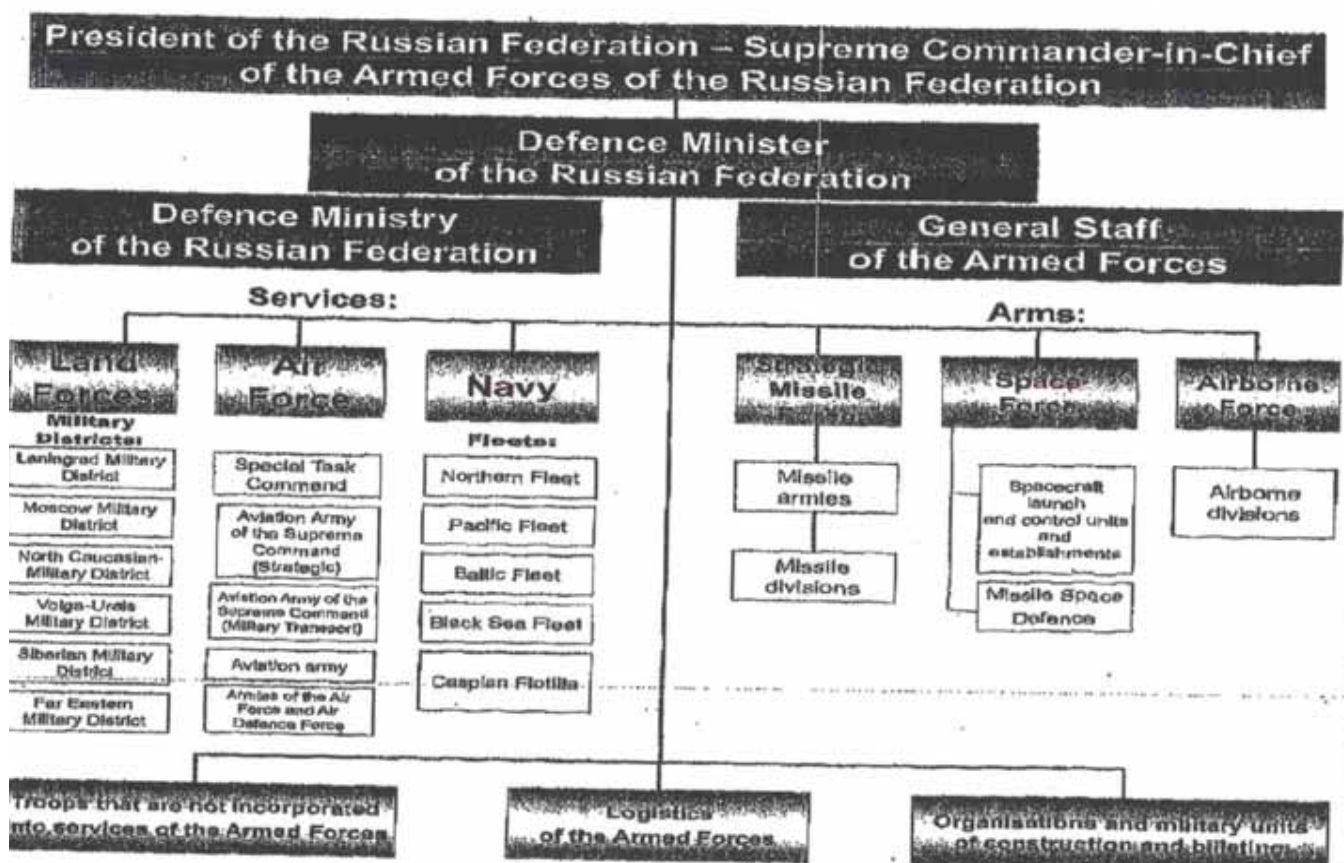 President of the Russian Federation – Supreme Commander-in-Chief
of the Armed Forces of the Russian Federation
Defence Minister
of the Russian Federation
Defence Ministry
of the Russian Federation
General Staff
of the Armed Forces
Services:
Arms:
Land
Forces
Military
Districts:
Leningrad Military
District
Moscow Military
District
North Caucasian-
Military District
Volga-Urals
Military District
Siberian Military
District
Far Eastern
Military District
Air
Force
Special Task
Command
Aviation Army
of the Supreme
Command
(Strategic)
Aviation Army of the
Supreme Command
(Military Transport)
Aviation army
Armies of the Air
Force and Air
Defence Force
Navy
Fleets:
Northern Fleet
Pacific Fleet
Baltic Fleet
Black Sea Fleet
Caspian Flotilla
Strategic
Missile
Missile
armies
Missile
divisions
Space
Force
Spacecraft
launch
and control units
and
establishments
Missile Space
Defence
Airborne
Force
Airborne
divisions
Troops that are not incorporated
into services of the Armed Forces
Logistics
of the Armed Forces
Organisations and military units
of construction and billeting